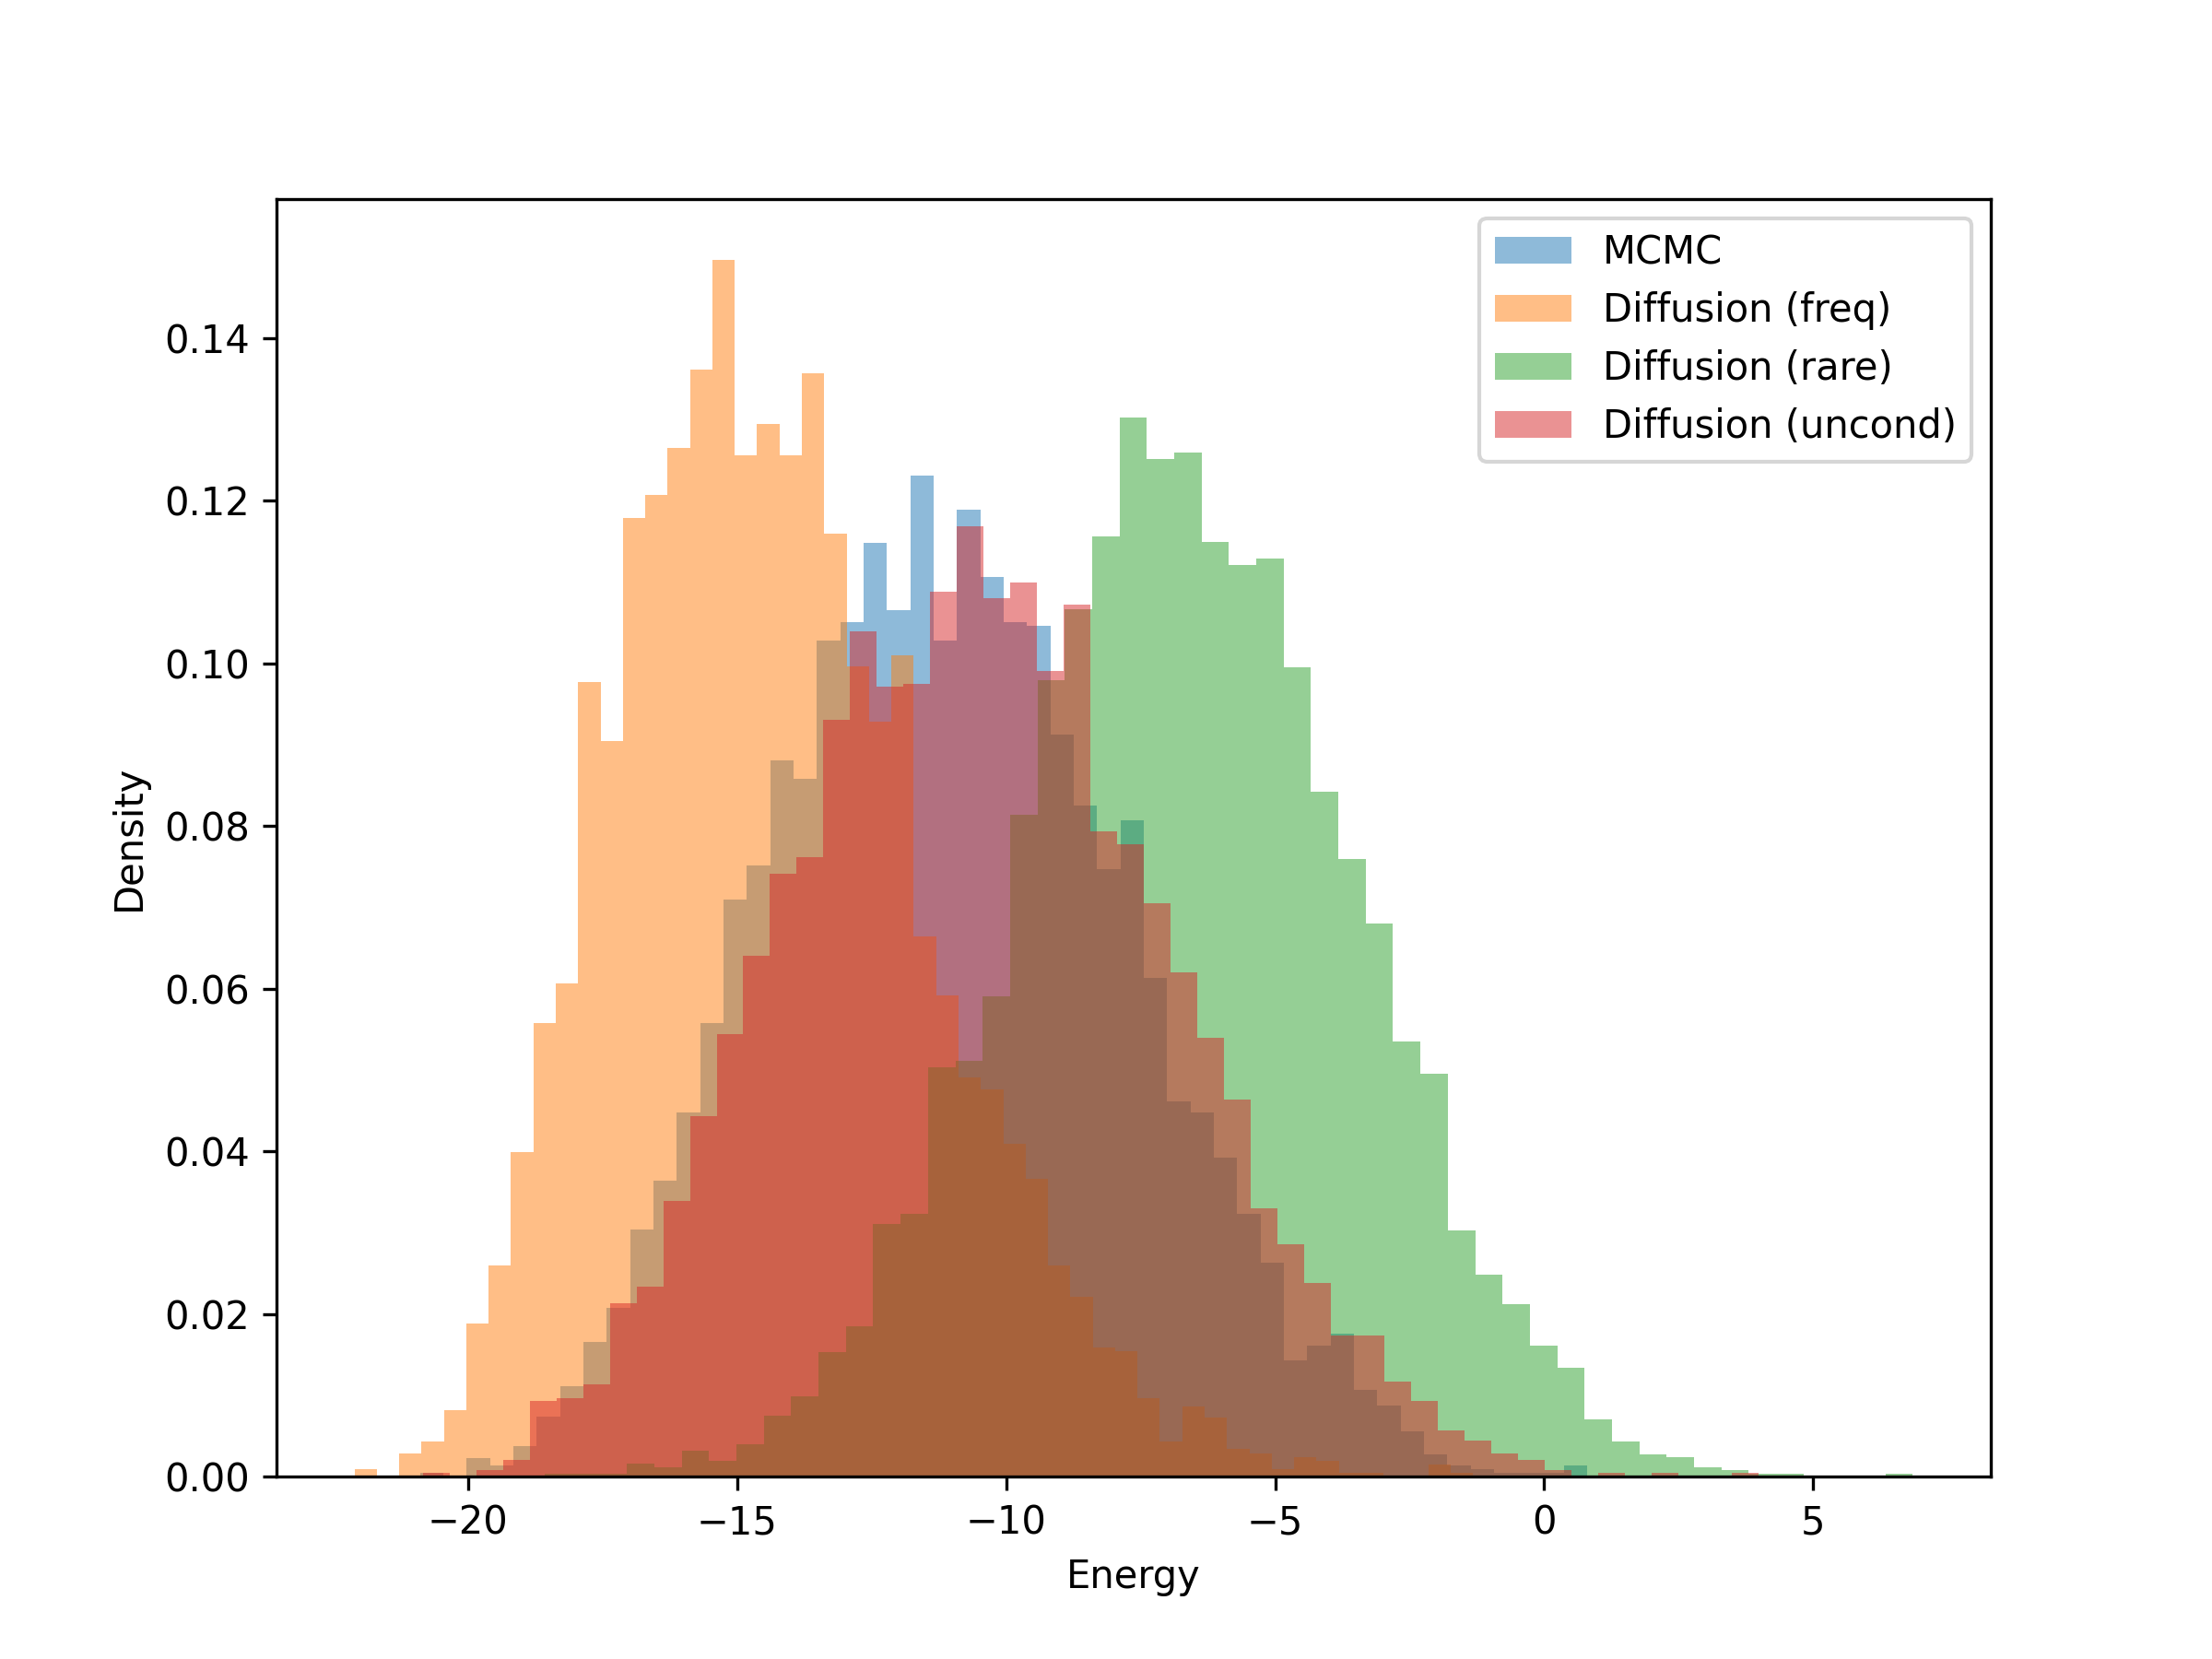 MCMC
Diffusion (freq)
Diffusion (rare)
Diffusion (uncond)
Density
0.14
0.12
0.10
0.08
0.06
0.04
0.02
0.00
−20 −15 −10 −5 0 5
Energy